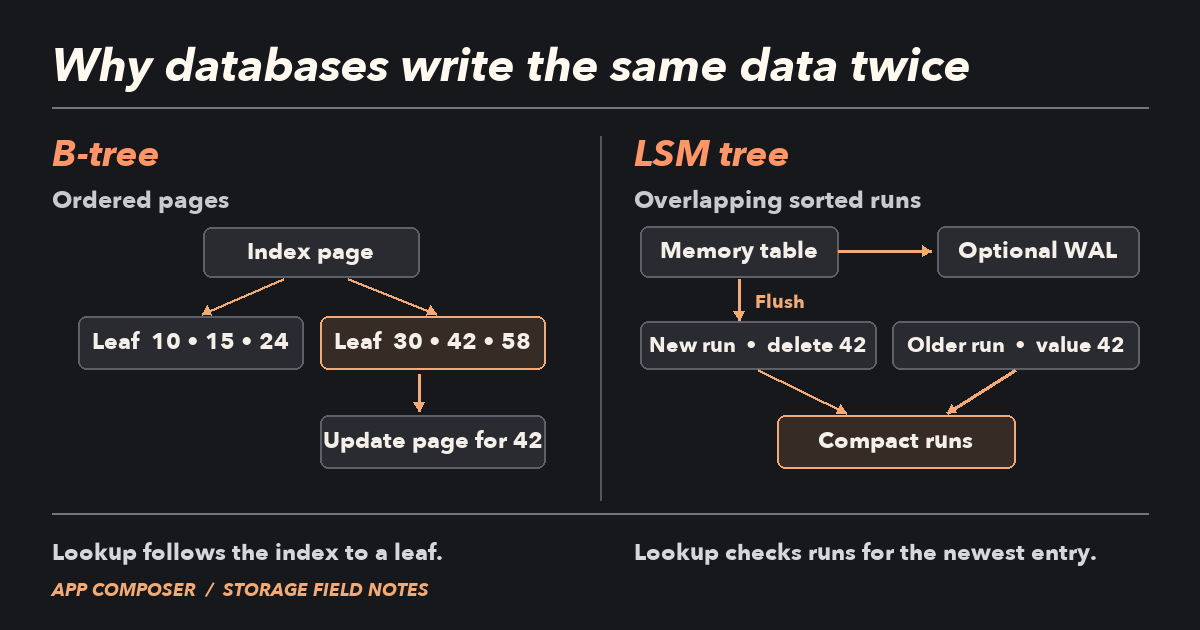 Why databases write the same data twice
B-tree
Ordered pages
Index page
Leaf 10 • 15 • 24
Leaf 30 • 42 • 58
Update page for 42
LSM tree
Overlapping sorted runs
Memory table
Optional WAL
Flush
New run • delete 42
Older run • value 42
Compact runs
Lookup follows the index to a leaf.
Lookup checks runs for the newest entry.
APP COMPOSER / STORAGE FIELD NOTES